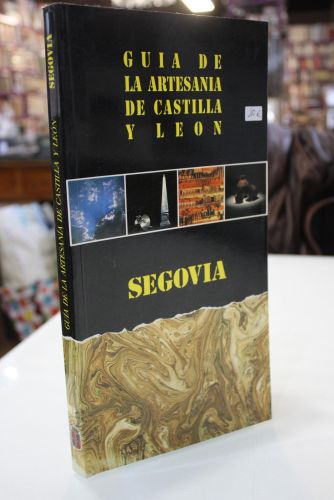 GUIA DE
LA ARTESANIA
DE CASTILLA
Y LEON
SEGOVIA
GUIA DE LA ARTESANIA DE CASTILLA Y LEON
SEGOVIA